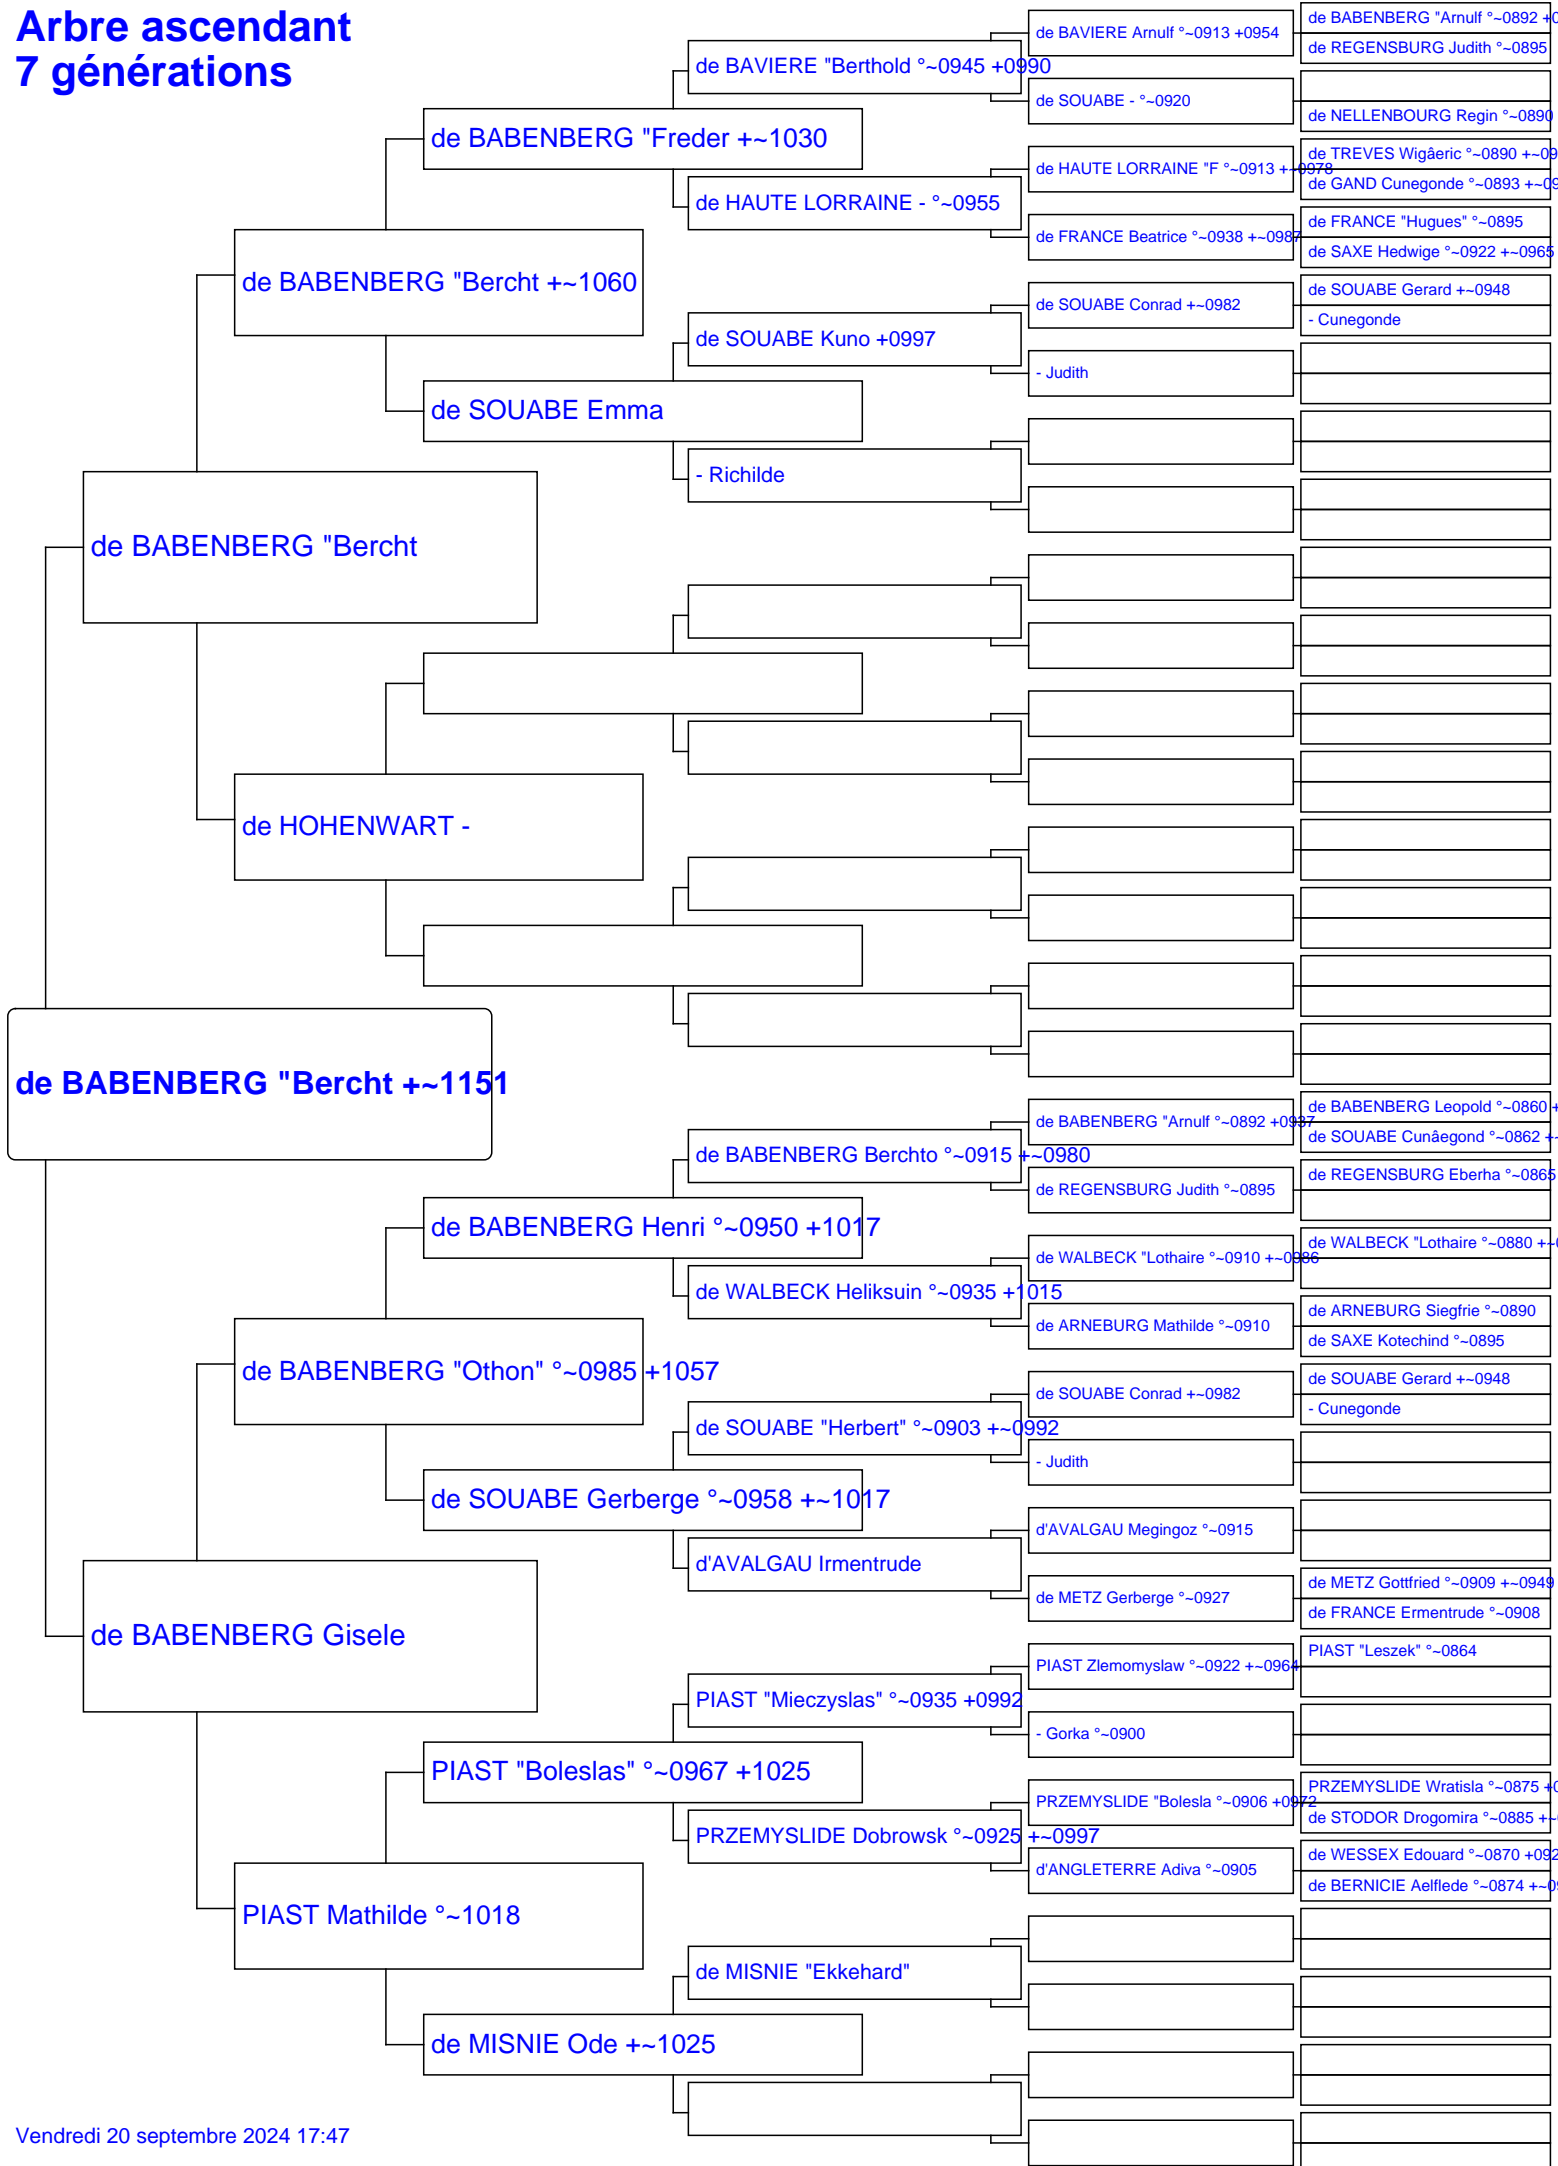 Arbre ascendant
7 générations
de BABENBERG "Arnulf °~0892 +0
de BAVIERE Arnulf °~0913 +0954
de REGENSBURG Judith °~0895
de BAVIERE "Berthold °~0945 +0990
de SOUABE - °~0920
de NELLENBOURG Regin °~0890
de BABENBERG "Freder +~1030
de TREVES Wigâeric °~0890 +~09
de HAUTE LORRAINE "F °~0913 +~0978
de GAND Cunegonde °~0893 +~09
de HAUTE LORRAINE - °~0955
de FRANCE "Hugues" °~0895
de FRANCE Beatrice °~0938 +~0987
de SAXE Hedwige °~0922 +~0965
de BABENBERG "Bercht +~1060
de SOUABE Gerard +~0948
de SOUABE Conrad +~0982
- Cunegonde
de SOUABE Kuno +0997
- Judith
de SOUABE Emma
- Richilde
de BABENBERG "Bercht
de HOHENWART -
de BABENBERG "Bercht +~1151
de BABENBERG Leopold °~0860 +
de BABENBERG "Arnulf °~0892 +0937
de SOUABE Cunâegond °~0862 +~
de BABENBERG Berchto °~0915 +~0980
de REGENSBURG Eberha °~0865
de REGENSBURG Judith °~0895
de BABENBERG Henri °~0950 +1017
de WALBECK "Lothaire °~0880 +~0
de WALBECK "Lothaire °~0910 +~0986
de WALBECK Heliksuin °~0935 +1015
de ARNEBURG Siegfrie °~0890
de ARNEBURG Mathilde °~0910
de SAXE Kotechind °~0895
de BABENBERG "Othon" °~0985 +1057
de SOUABE Gerard +~0948
de SOUABE Conrad +~0982
- Cunegonde
de SOUABE "Herbert" °~0903 +~0992
- Judith
de SOUABE Gerberge °~0958 +~1017
d'AVALGAU Megingoz °~0915
d'AVALGAU Irmentrude
de METZ Gottfried °~0909 +~0949
de METZ Gerberge °~0927
de FRANCE Ermentrude °~0908
de BABENBERG Gisele
PIAST "Leszek" °~0864
PIAST Zlemomyslaw °~0922 +~0964
PIAST "Mieczyslas" °~0935 +0992
- Gorka °~0900
PIAST "Boleslas" °~0967 +1025
PRZEMYSLIDE Wratisla °~0875 +0
PRZEMYSLIDE "Bolesla °~0906 +0972
de STODOR Drogomira °~0885 +~
PRZEMYSLIDE Dobrowsk °~0925 +~0997
de WESSEX Edouard °~0870 +092
d'ANGLETERRE Adiva °~0905
de BERNICIE Aelflede °~0874 +~09
PIAST Mathilde °~1018
de MISNIE "Ekkehard"
de MISNIE Ode +~1025
Vendredi 20 septembre 2024 17:47